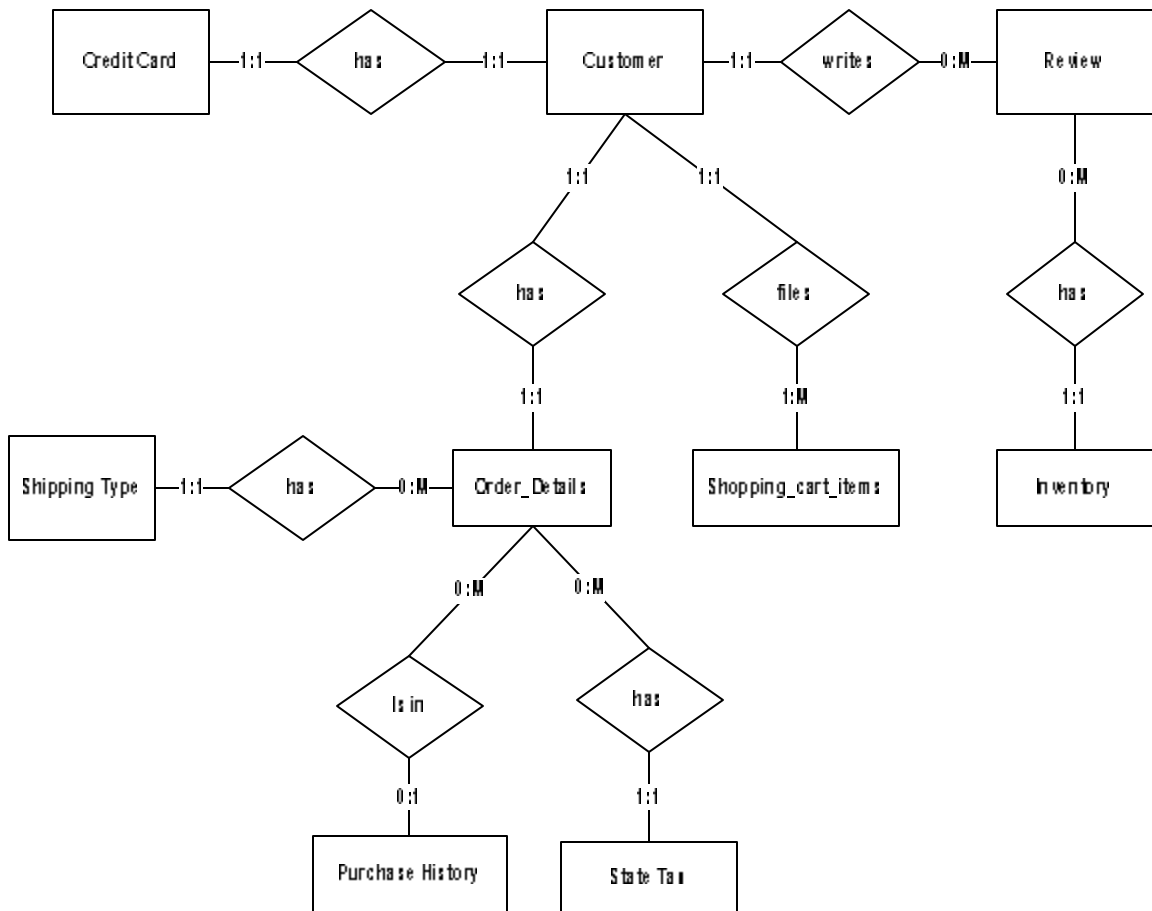 Credit Card 1:1 has 1:1 Customer 1:1 writes 0:M Review
1:1 1:1 0:M
has files has
1:1 1:M 1:1
Shipping Type 1:1 has 0:M Order_Details Shopping_cart_items Inventory
0:M 0:M
Is in has
0:1 1:1
Purchase History State Tax